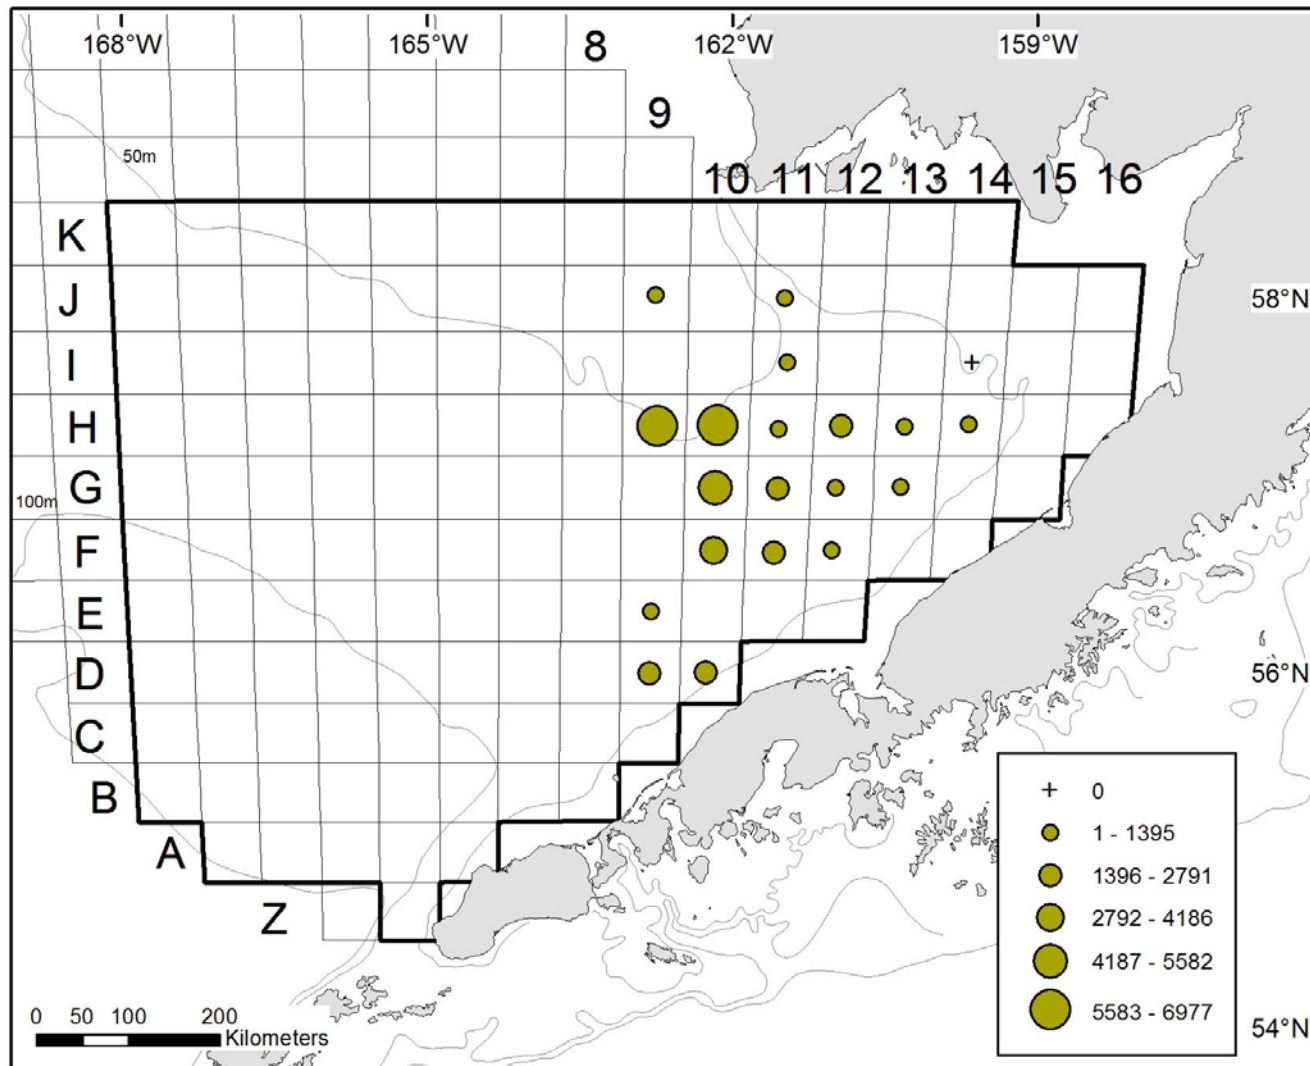 168°W 165°W 162°W 159°W
8
9
50m
10 11 12 13 14 15 16
K
J 58°N
I
H
G
100m
F
E
D 56°N
C
B
A
Z
0
1 - 1395
1396 - 2791
2792 - 4186
4187 - 5582
5583 - 6977
0 50 100 200
Kilometers
54°N